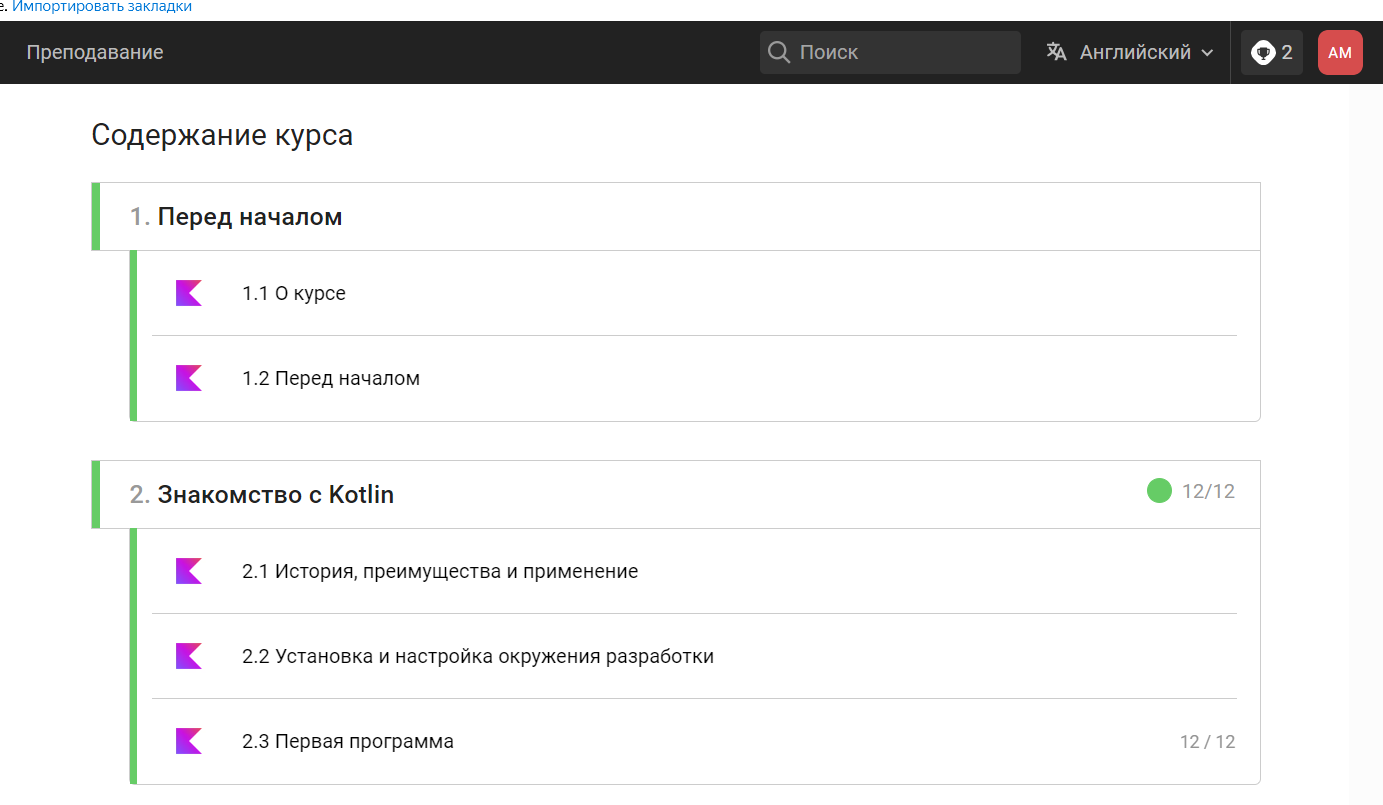 е. Импортировать закладки
Преподавание
Поиск
Английский
2
AM
Содержание курса
1. Перед началом
1.1 О курсе
1.2 Перед началом
2. Знакомство с Kotlin
12/12
2.1 История, преимущества и применение
2.2 Установка и настройка окружения разработки
2.3 Первая программа
12 / 12